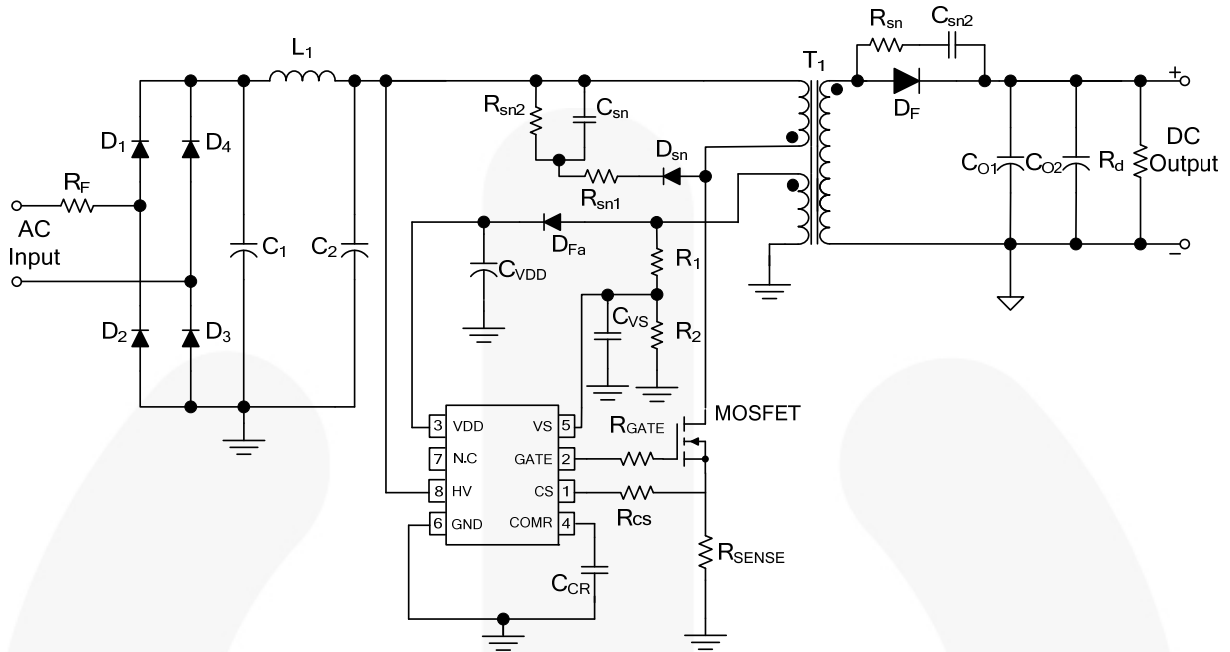 L1
T1
Rsn
Csn2
+
DF
Rsn2
Csn
D1
D4
Dsn
DC
Output
CO1
CO2
Rd
RF
Rsn1
AC
Input
C1
C2
DFa
R1
CVDD
−
D2
D3
CVS
R2
MOSFET
RGATE
3 VDD VS 5
7 N.C GATE 2
8 HV CS 1
6 GND COMR 4
Rcs
RSENSE
CCR